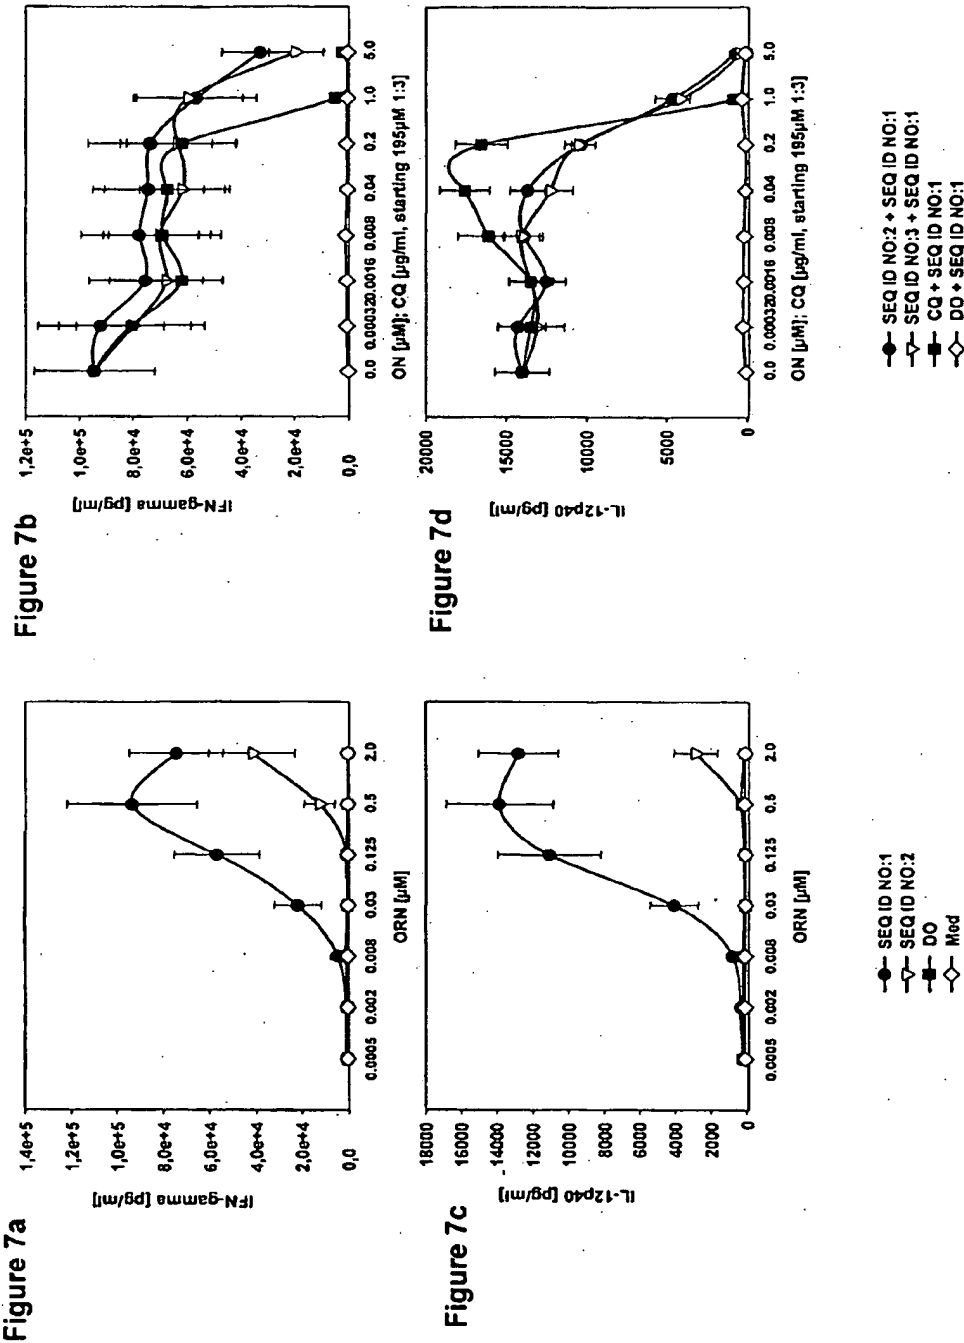 Figure 7a
IFN-gamma [pg/ml]
1,4e+5
1,2e+5
1,0e+5
8,0e+4
6,0e+4
4,0e+4
2,0e+4
0,0
0.0005 0.002 0.008 0.03 0.125 0.5 2.0
ORN [µM]
Figure 7b
IFN-gamma [pg/ml]
1,2e+5
1,0e+5
8,0e+4
6,0e+4
4,0e+4
2,0e+4
0,0
0.0 0.000320.0016 0.008 0.04 0.2 1.0 5.0
ON [µM]; CQ [µg/ml, starting 195µM 1:3]
Figure 7c
IL-12p40 [pg/ml]
18000
16000
14000
12000
10000
8000
6000
4000
2000
0
0.0005 0.002 0.008 0.03 0.125 0.5 2.0
ORN [µM]
Figure 7d
IL-12p40 [pg/ml]
20000
15000
10000
5000
0
0.0 0.000320.0016 0.008 0.04 0.2 1.0 5.0
ON [µM]; CQ [µg/ml, starting 195µM 1:3]
SEQ ID NO:1
SEQ ID NO:2
DO
Med
SEQ ID NO:2 + SEQ ID NO:1
SEQ ID NO:3 + SEQ ID NO:1
CQ + SEQ ID NO:1
DO + SEQ ID NO:1